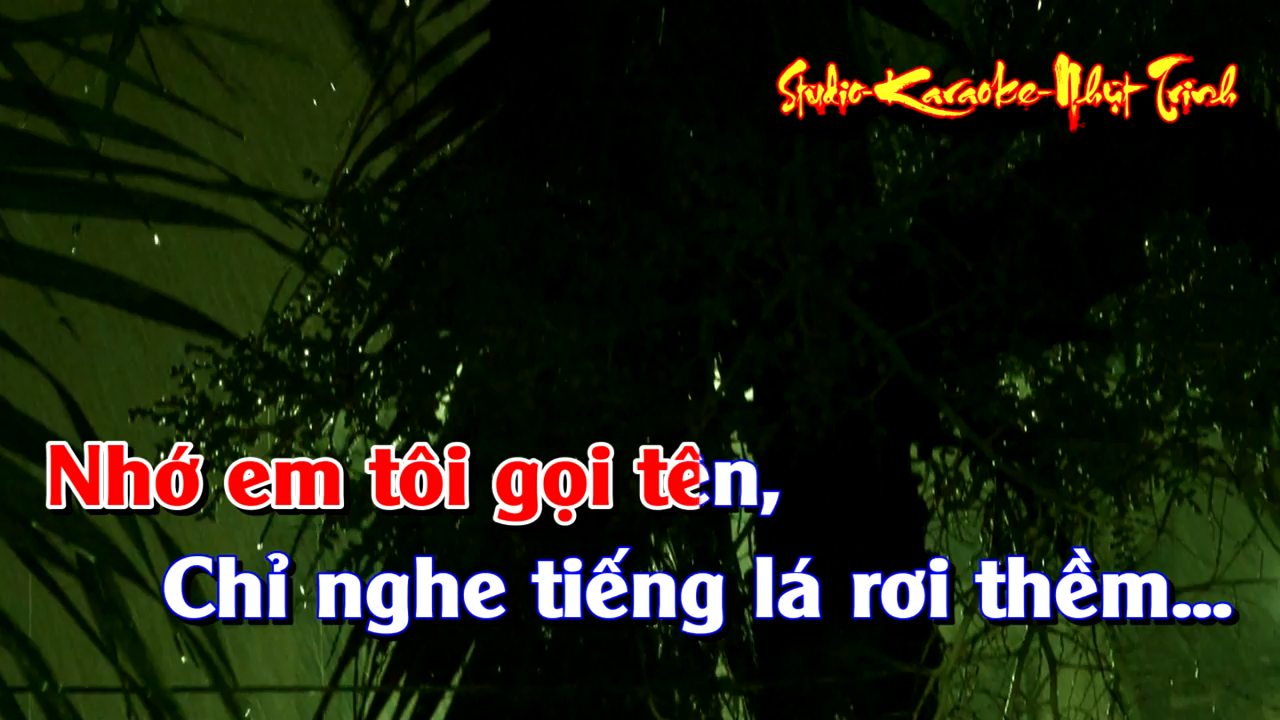 Studio-Karaoke-Nhựt Trinh
Nhớ em tôi gọi tên,
Chỉ nghe tiếng lá rơi thềm...